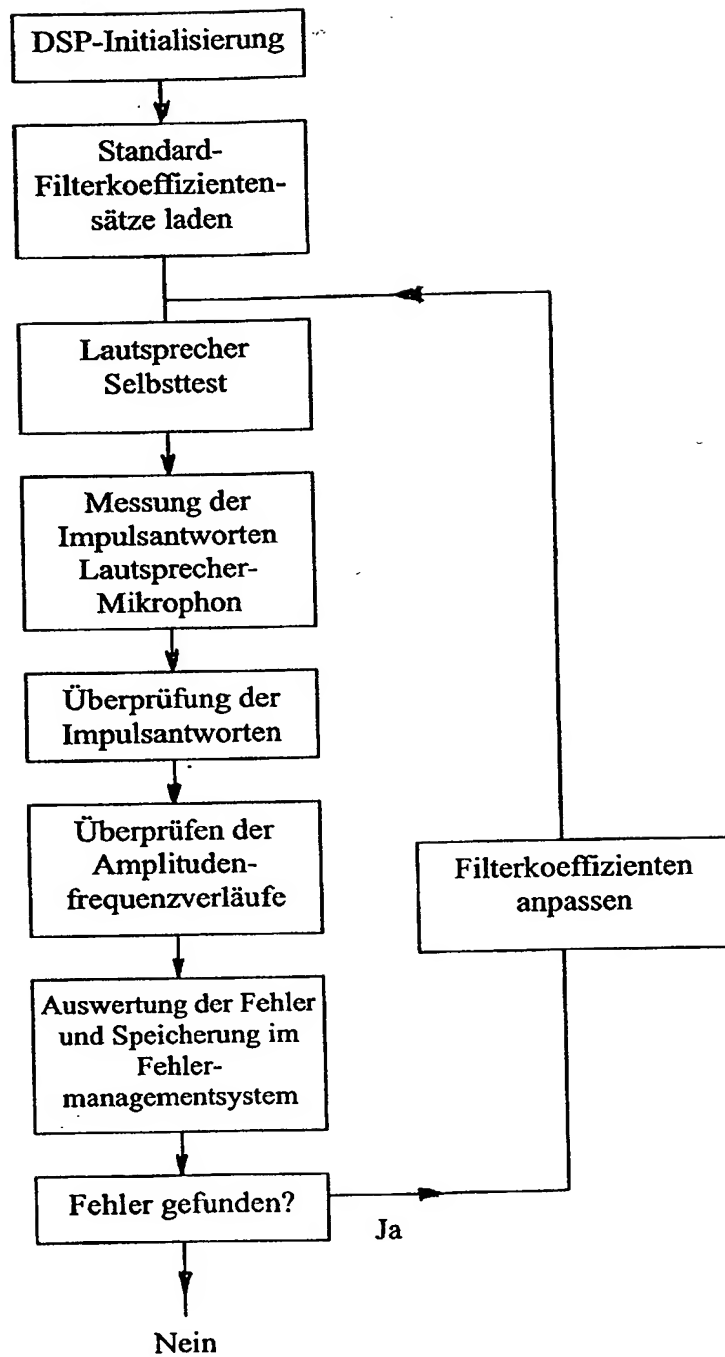 DSP-Initialisierung
Standard-
Filterkoeffizienten-
sätze laden
Lautsprecher
Selbsttest
Messung der
Impulsantworten
Lautsprecher-
Mikrophon
Überprüfung der
Impulsantworten
Überprüfen der
Amplituden-
frequenzverläufe
Filterkoeffizienten
anpassen
Auswertung der Fehler
und Speicherung im
Fehler-
managementsystem
Fehler gefunden?
Ja
Nein